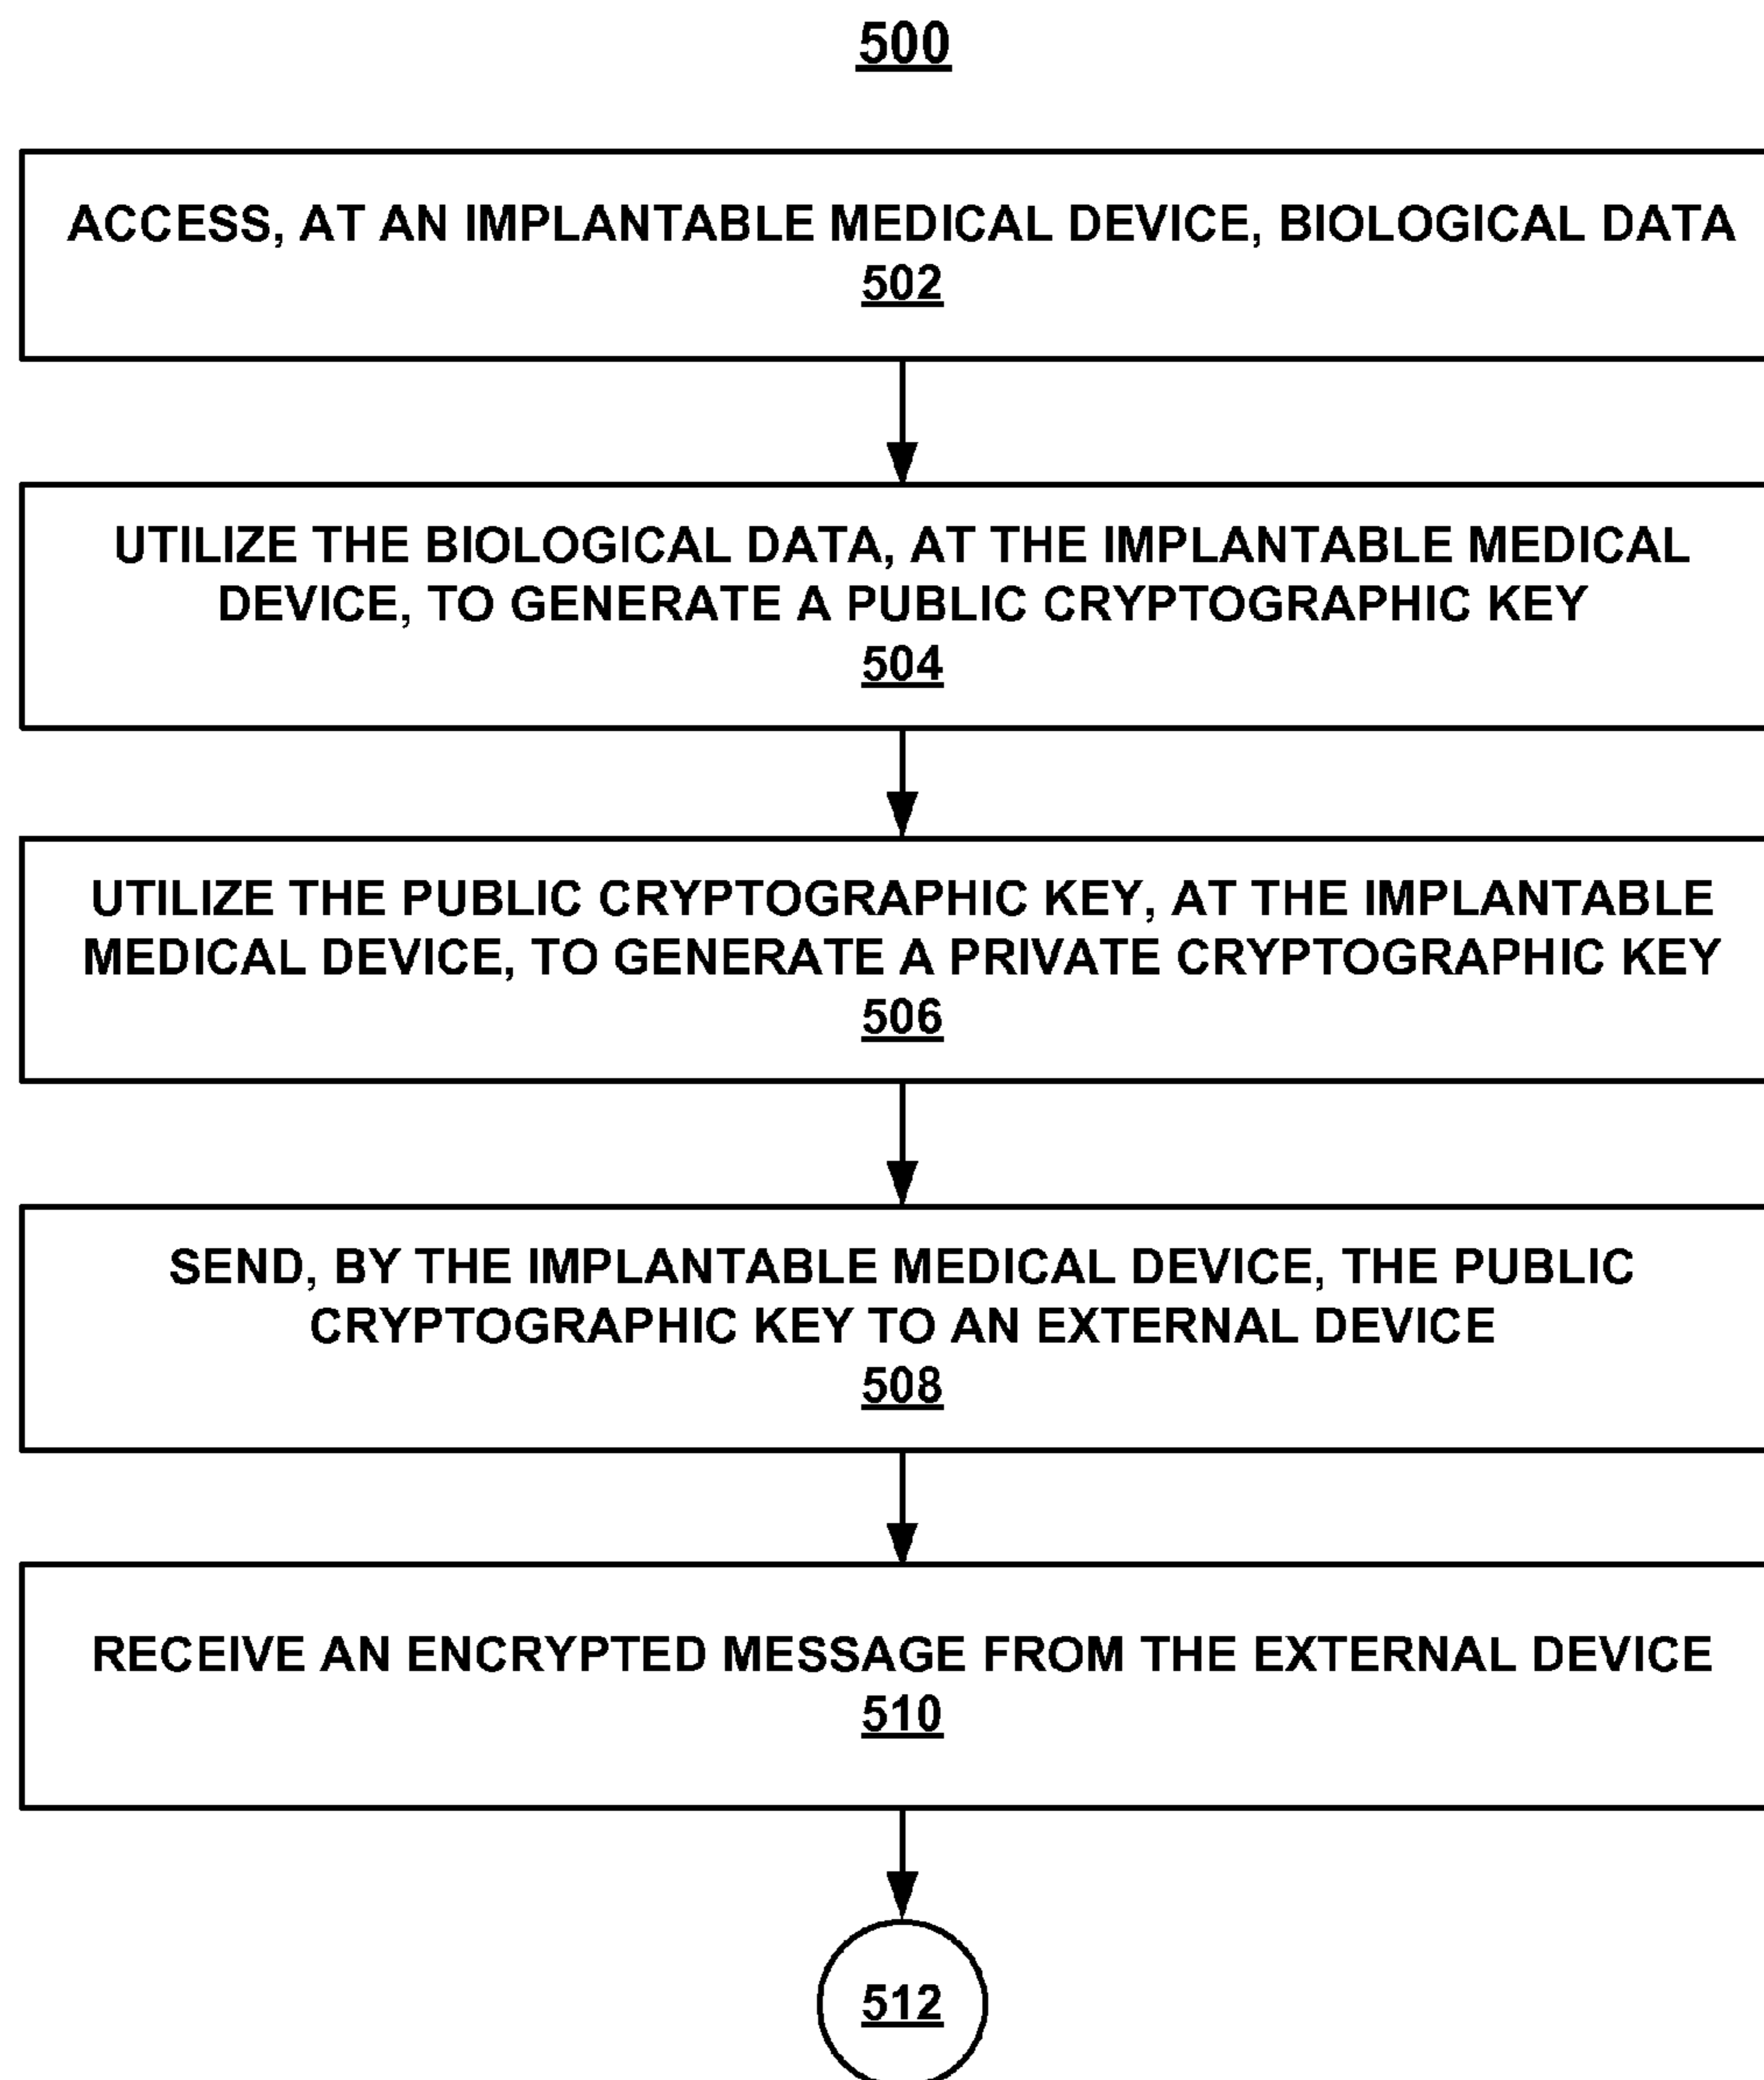 500
ACCESS, AT AN IMPLANTABLE MEDICAL DEVICE, BIOLOGICAL DATA
502
UTILIZE THE BIOLOGICAL DATA, AT THE IMPLANTABLE MEDICAL
DEVICE, TO GENERATE A PUBLIC CRYPTOGRAPHIC KEY
504
UTILIZE THE PUBLIC CRYPTOGRAPHIC KEY, AT THE IMPLANTABLE
MEDICAL DEVICE, TO GENERATE A PRIVATE CRYPTOGRAPHIC KEY
506
SEND, BY THE IMPLANTABLE MEDICAL DEVICE, THE PUBLIC
CRYPTOGRAPHIC KEY TO AN EXTERNAL DEVICE
508
RECEIVE AN ENCRYPTED MESSAGE FROM THE EXTERNAL DEVICE
510
512